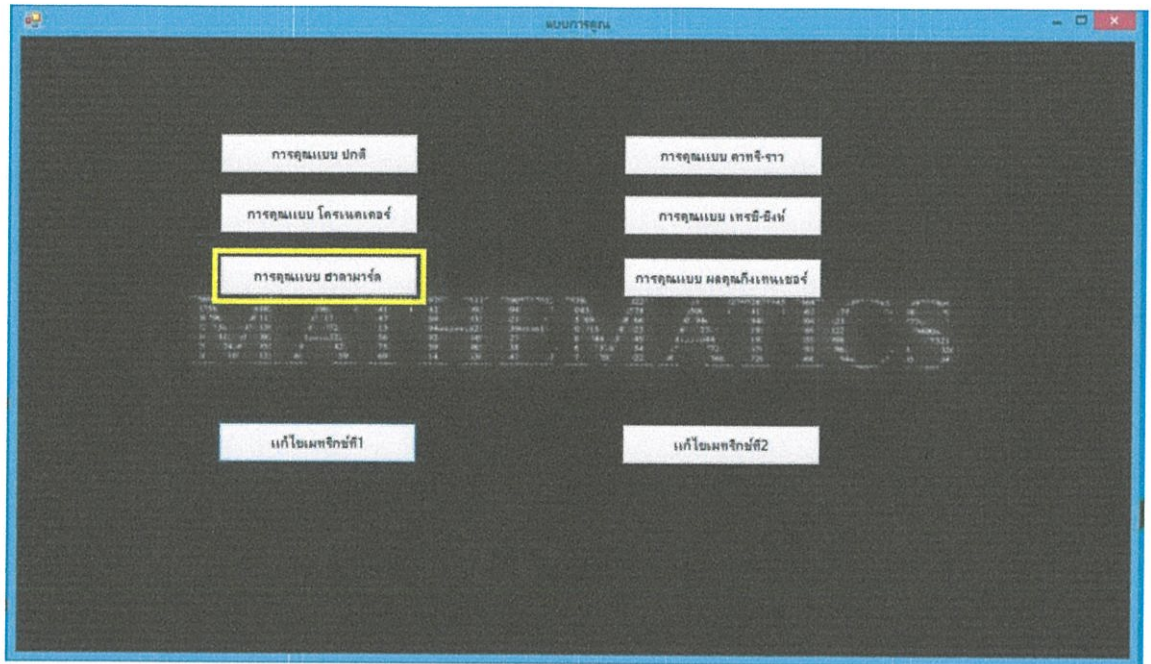 แบบการคูณ
การคูณแบบ ปกติ
การคูณแบบ คาทรี-ราว
การคูณแบบ โครเนคเคอร์
การคูณแบบ เทรซี-ซิงห์
การคูณแบบ ฮาดามาร์ด
การคูณแบบ ผลคูณกึ่งเทนเซอร์
MATHEMATICS
แก้ไขเมทริกซ์ที่1
แก้ไขเมทริกซ์ที่2